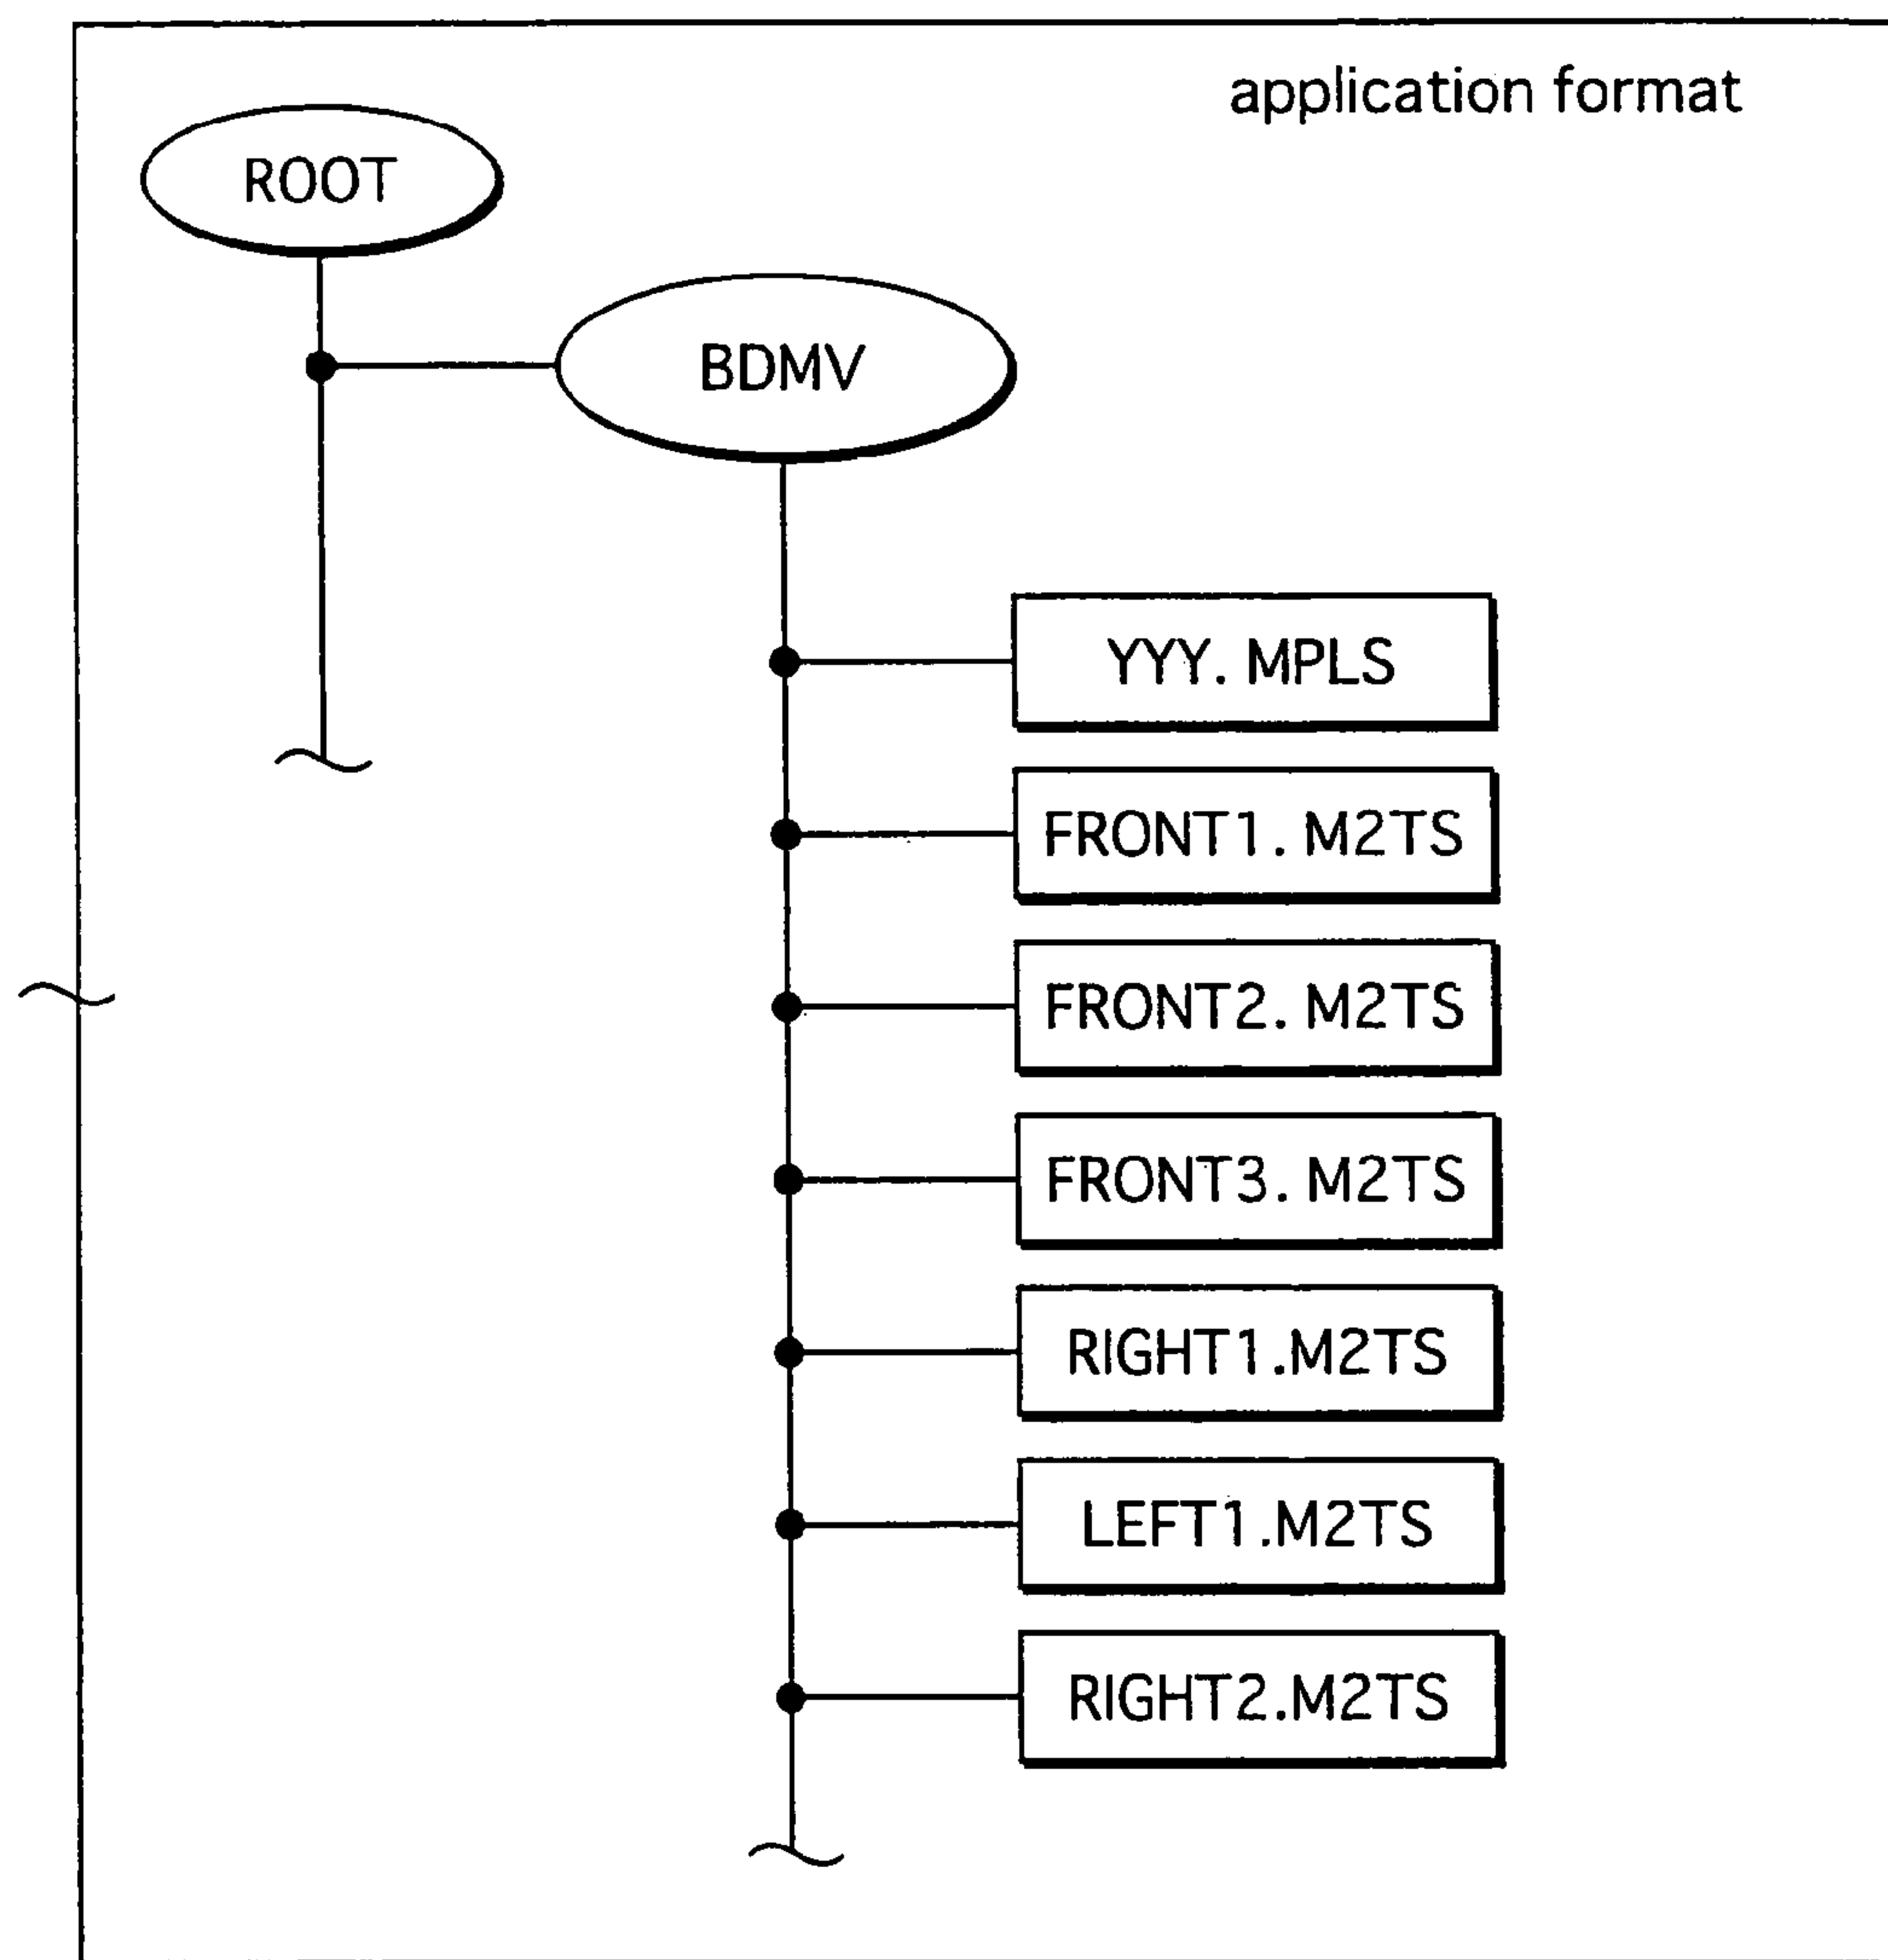 application format
ROOT
BDMV
YYY. MPLS
FRONT1. M2TS
FRONT2. M2TS
FRONT3. M2TS
RIGHT1.M2TS
LEFT1.M2TS
RIGHT2.M2TS